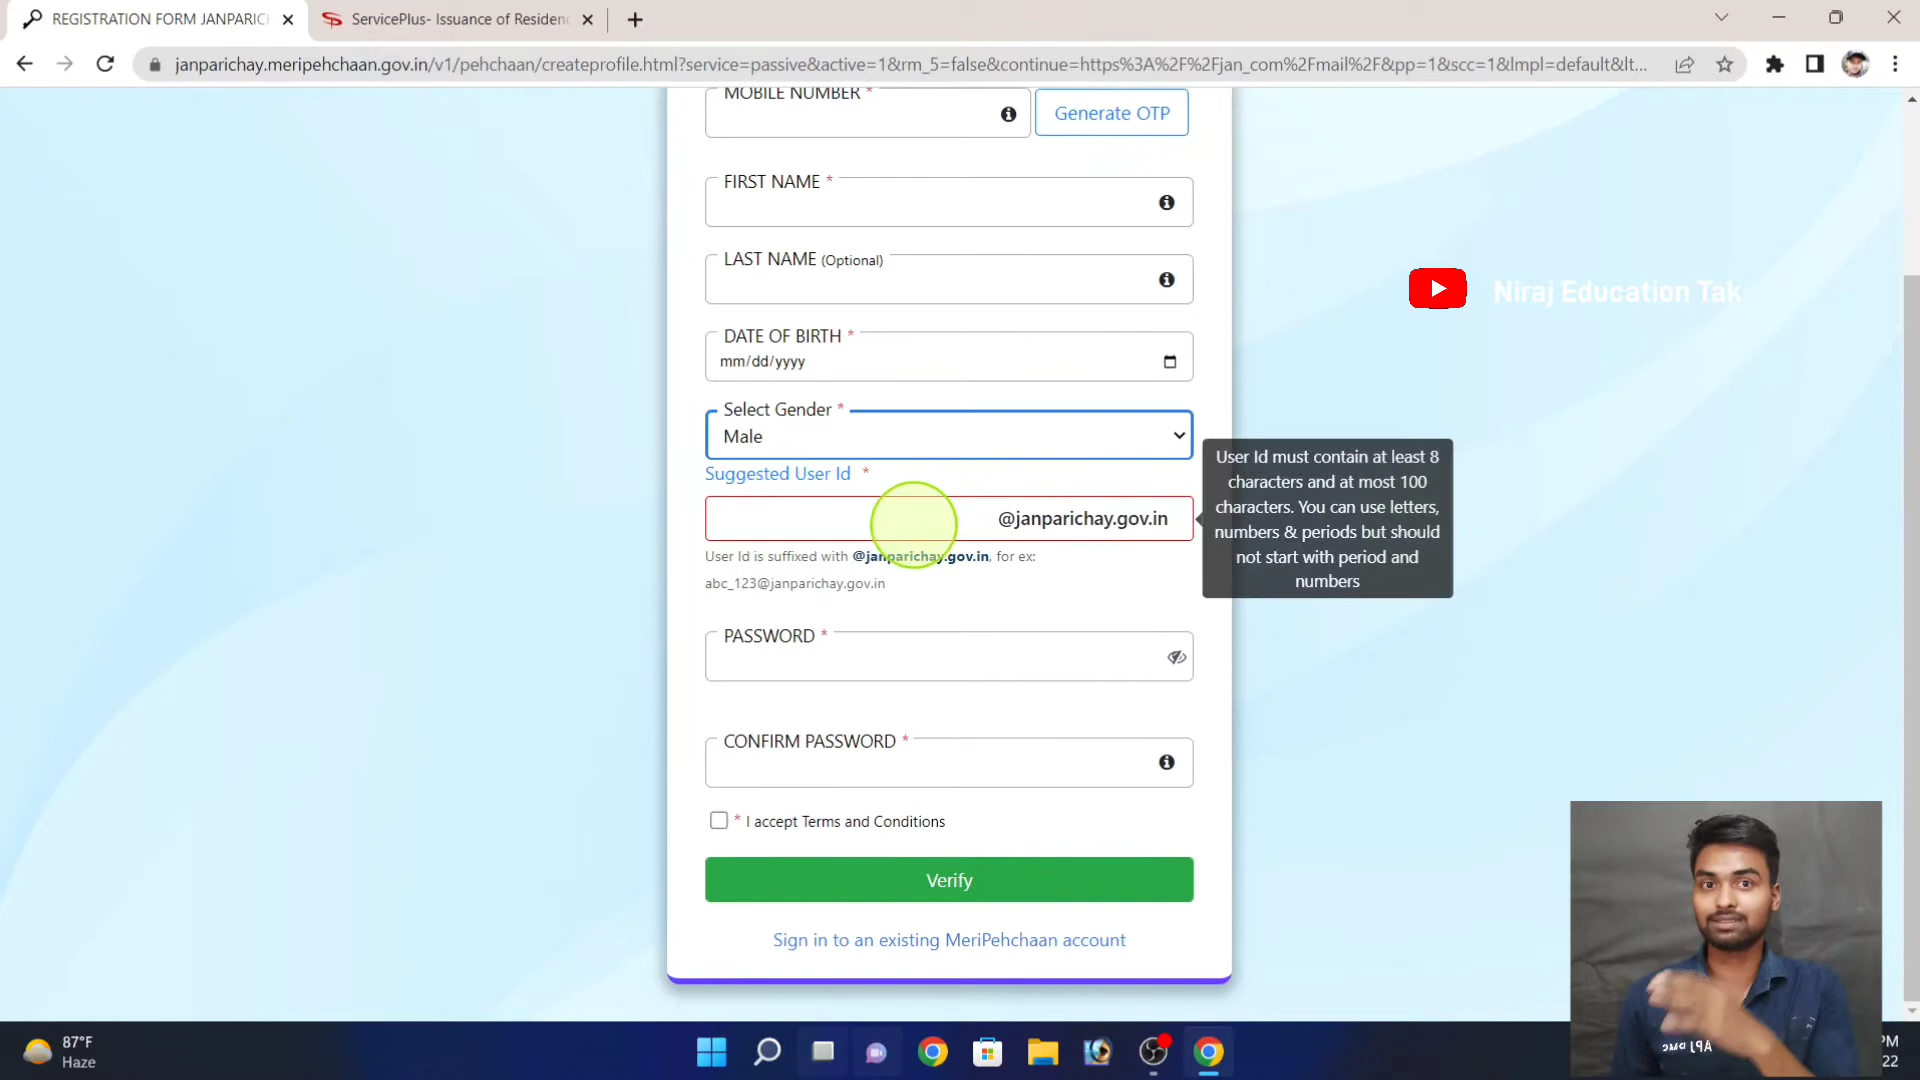 REGISTRATION FORM JANPARIC
ServicePlus- Issuance of Residen
janparichay.meripehchaan.gov.in/v1/pehchaan/createprofile.html?service=passive&active=1&rm_5=false&continue=https%3A%2F%2Fjan_com%2Fmail%2F&pp=1&scc=1&lmpl=default&lt...
MOBILE NUMBER *
Generate OTP
FIRST NAME *
LAST NAME (Optional)
Niraj Education Tak
DATE OF BIRTH *
mm/dd/yyyy
Select Gender *
Male
Suggested User Id *
@janparichay.gov.in
User Id is suffixed with @janparichay.gov.in, for ex:
abc_123@janparichay.gov.in
User Id must contain at least 8
characters and at most 100
characters. You can use letters,
numbers & periods but should
not start with period and
numbers
PASSWORD *
CONFIRM PASSWORD *
* I accept Terms and Conditions
Verify
Sign in to an existing MeriPehchaan account
87°F
Haze
PM
22